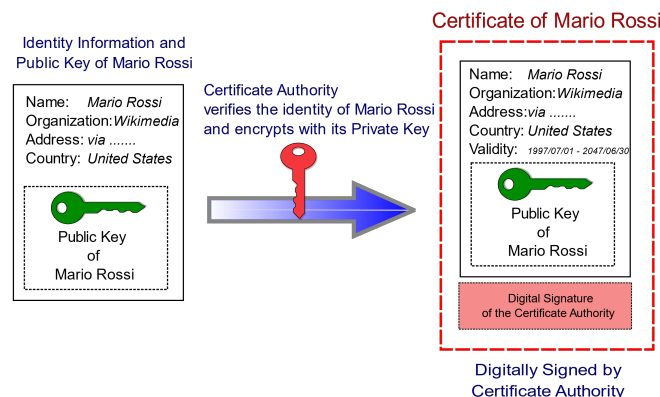 Identity Information and
Public Key of Mario Rossi
Name: Mario Rossi
Organization:Wikimedia
Address: via .......
Country: United States
Public Key
of
Mario Rossi
Certificate Authority
verifies the identity of Mario Rossi
and encrypts with its Private Key
Certificate of Mario Rossi
Name: Mario Rossi
Organization:Wikimedia
Address: via .......
Country: United States
Validity: 1997/07/01 - 2047/06/30
Public Key
of
Mario Rossi
Digital Signature
of the Certificate Authority
Digitally Signed by
Certificate Authority